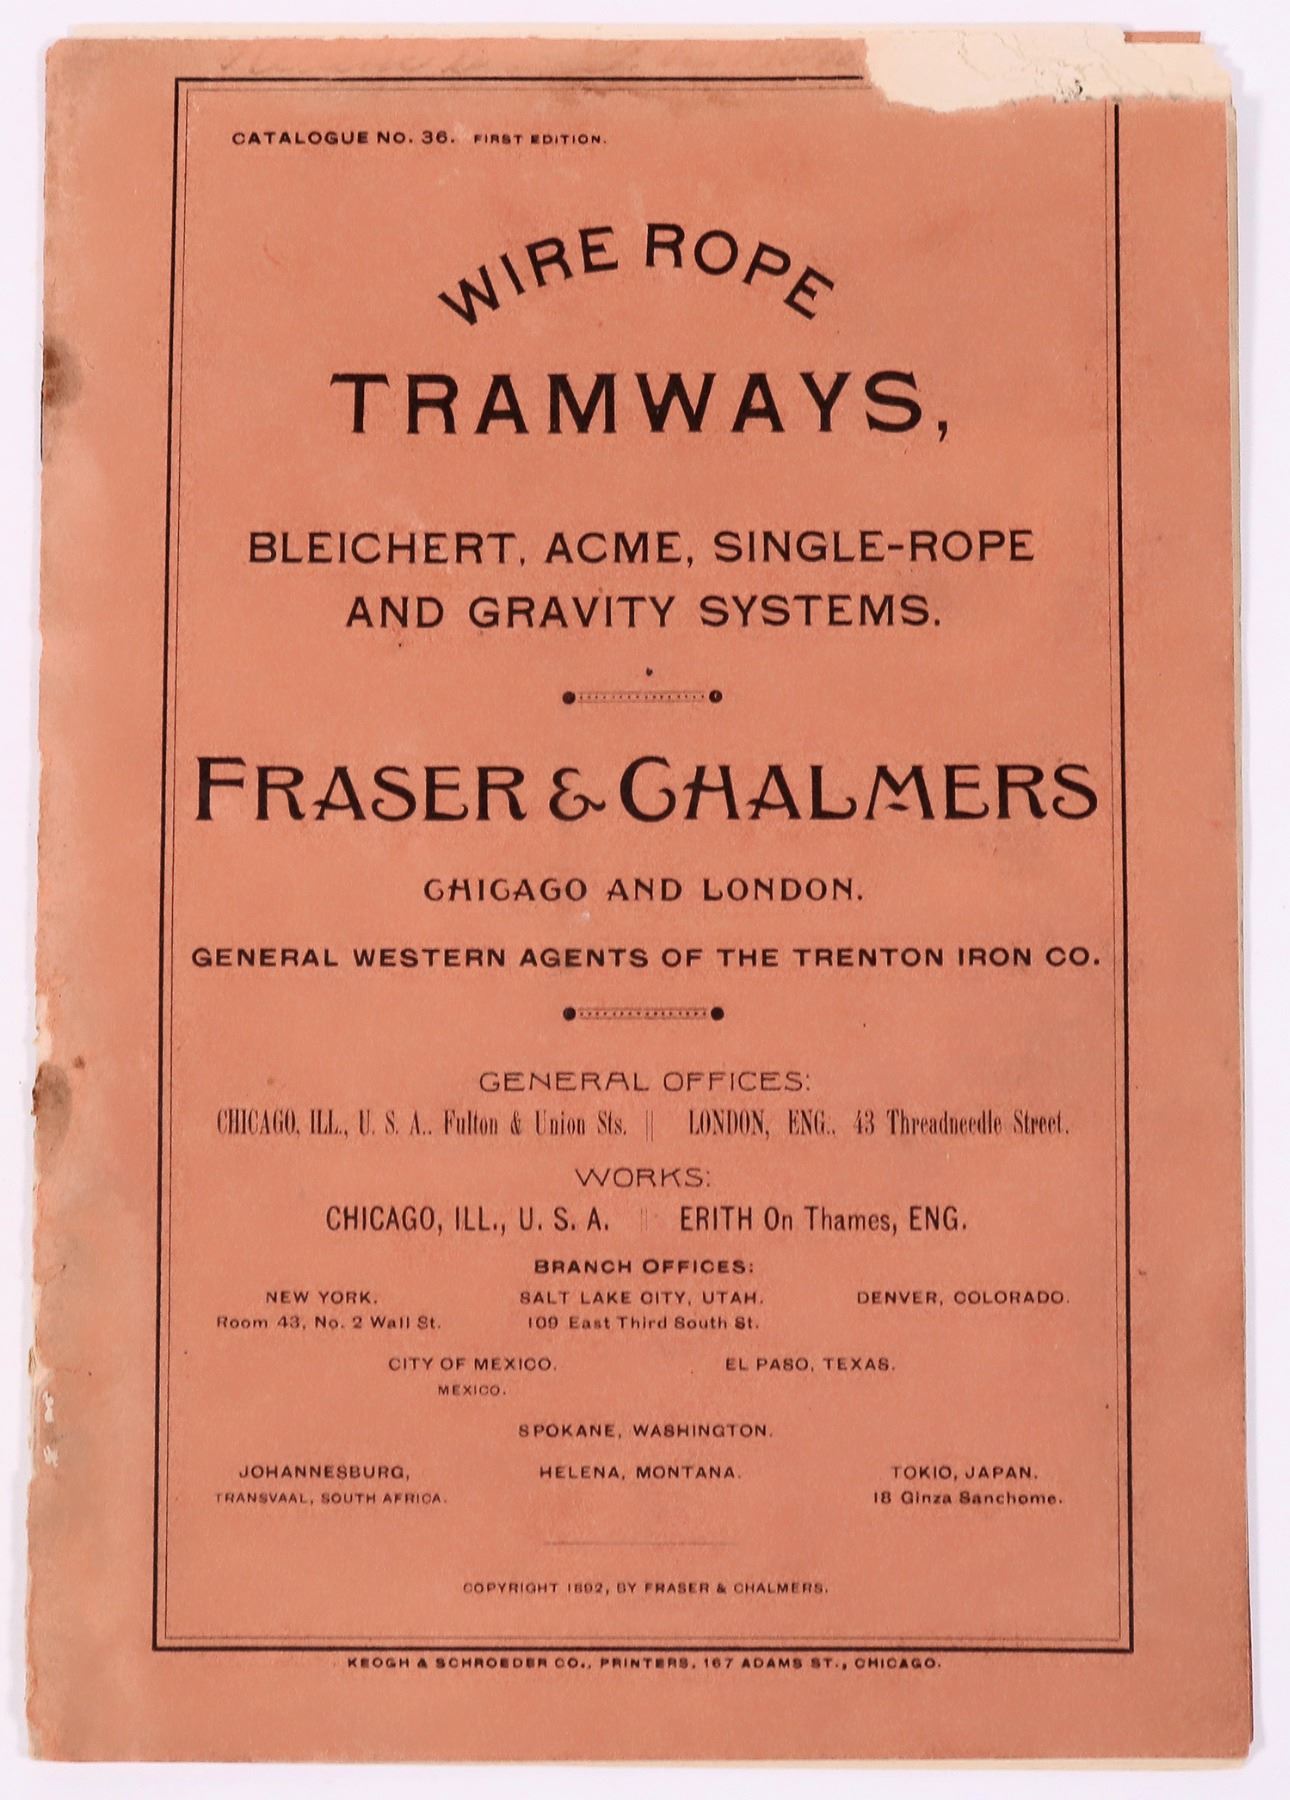 CATALOGUE NO. 36. FIRST EDITION.
WIRE ROPE
TRAMWAYS,
BLEICHERT, ACME, SINGLE-ROPE
AND GRAVITY SYSTEMS.
FRASER & CHALMERS
CHICAGO AND LONDON.
GENERAL WESTERN AGENTS OF THE TRENTON IRON CO.
GENERAL OFFICES:
CHICAGO, ILL., U. S. A., Fulton & Union Sts. || LONDON, ENG., 43 Threadneedle Street.
WORKS:
CHICAGO, ILL., U. S. A. || ERITH On Thames, ENG.
BRANCH OFFICES:
NEW YORK. SALT LAKE CITY, UTAH. DENVER, COLORADO.
Room 43, No. 2 Wall St. 109 East Third South St.
CITY OF MEXICO. EL PASO, TEXAS.
MEXICO.
SPOKANE, WASHINGTON.
JOHANNESBURG, HELENA, MONTANA. TOKIO, JAPAN.
TRANSVAAL, SOUTH AFRICA. 18 Ginza Sanchome.
COPYRIGHT 1892, BY FRASER & CHALMERS.
KEOGH & SCHROEDER CO., PRINTERS, 167 ADAMS ST., CHICAGO.